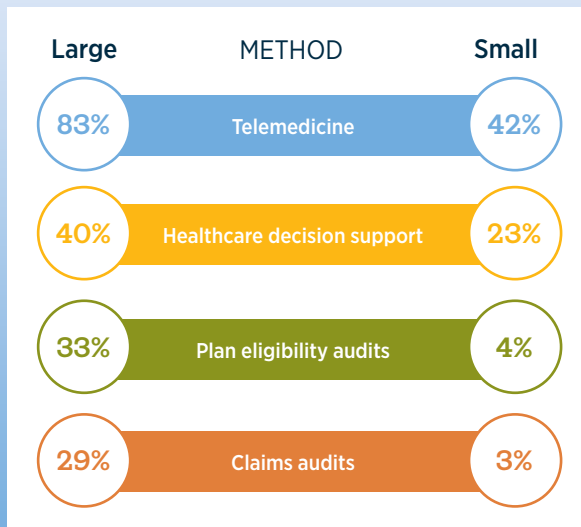 Large METHOD Small
83% Telemedicine 42%
40% Healthcare decision support 23%
33% Plan eligibility audits 4%
29% Claims audits 3%